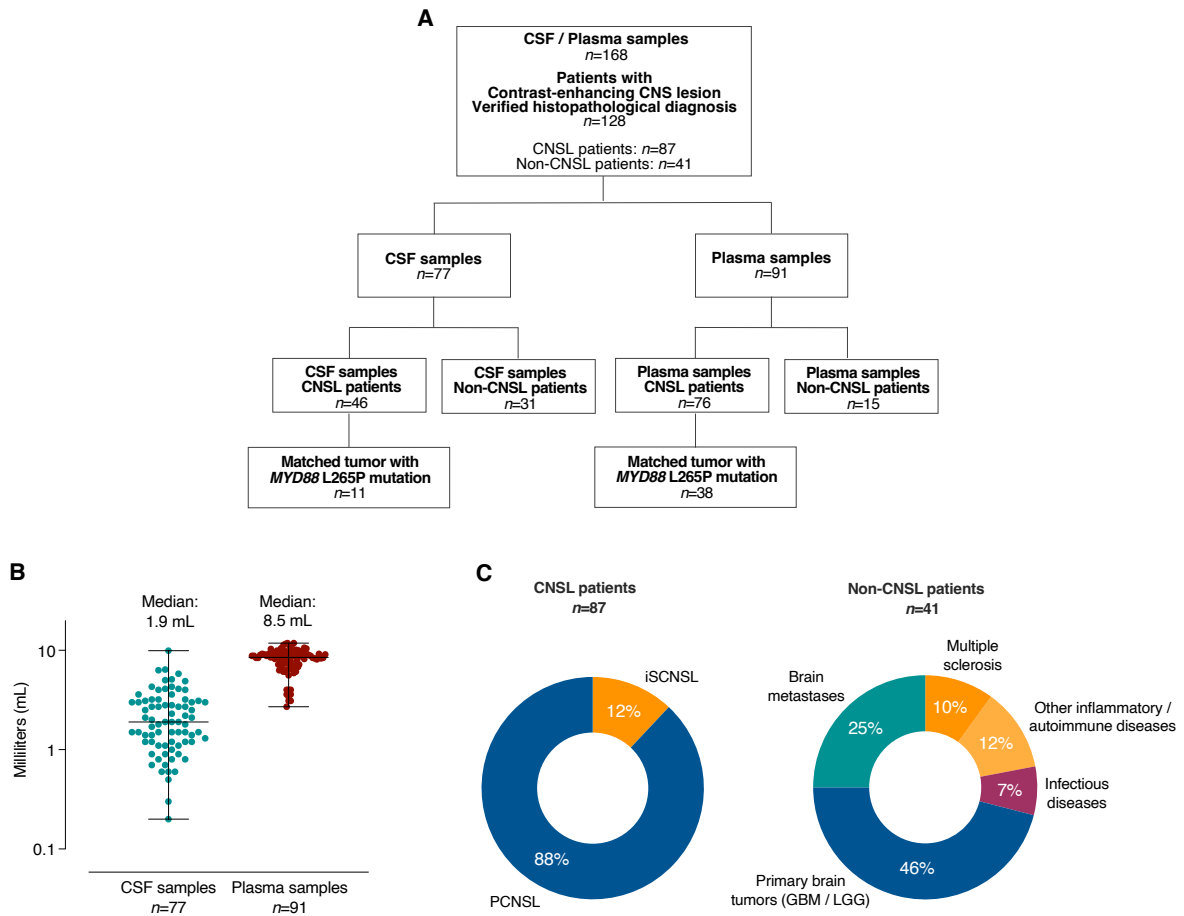 A
CSF / Plasma samples
n=168
Patients with
Contrast-enhancing CNS lesion
Verified histopathological diagnosis
n=128
CNSL patients: n=87
Non-CNSL patients: n=41
CSF samples
n=77
Plasma samples
n=91
CSF samples
CNSL patients
n=46
CSF samples
Non-CNSL patients
n=31
Plasma samples
CNSL patients
n=76
Plasma samples
Non-CNSL patients
n=15
Matched tumor with
MYD88 L265P mutation
n=11
Matched tumor with
MYD88 L265P mutation
n=38
B
Median:
1.9 mL
Median:
8.5 mL
Milliliters (mL)
10
1
0.1
CSF samples
n=77
Plasma samples
n=91
C
CNSL patients
n=87
iSCNSL
12%
88%
PCNSL
Non-CNSL patients
n=41
Multiple
sclerosis
10%
Other inflammatory /
autoimmune diseases
12%
Infectious
diseases
7%
Brain
metastases
25%
46%
Primary brain
tumors (GBM / LGG)